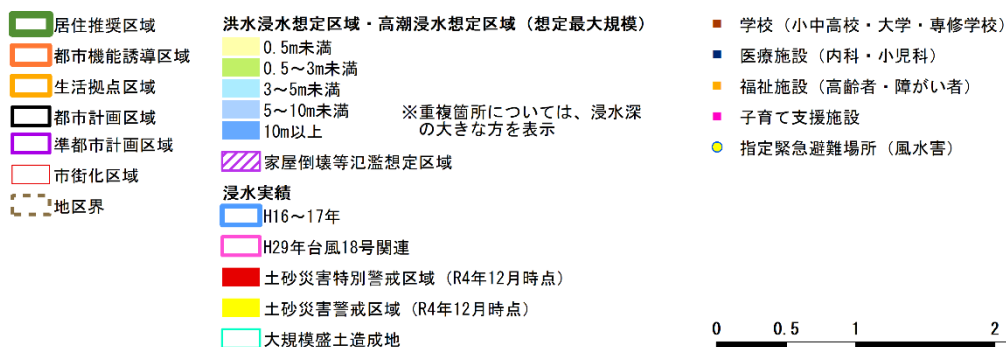 居住推奨区域
都市機能誘導区域
生活拠点区域
都市計画区域
準都市計画区域
市街化区域
地区界
洪水浸水想定区域・高潮浸水想定区域（想定最大規模）
0.5m未満
0.5～3m未満
3～5m未満
5～10m未満
10m以上
※重複箇所については、浸水深
の大きな方を表示
家屋倒壊等氾濫想定区域
浸水実績
H16～17年
H29年台風18号関連
土砂災害特別警戒区域（R4年12月時点）
土砂災害警戒区域（R4年12月時点）
大規模盛土造成地
学校（小中高校・大学・専修学校）
医療施設（内科・小児科）
福祉施設（高齢者・障がい者）
子育て支援施設
指定緊急避難場所（風水害）
0 0.5 1 2